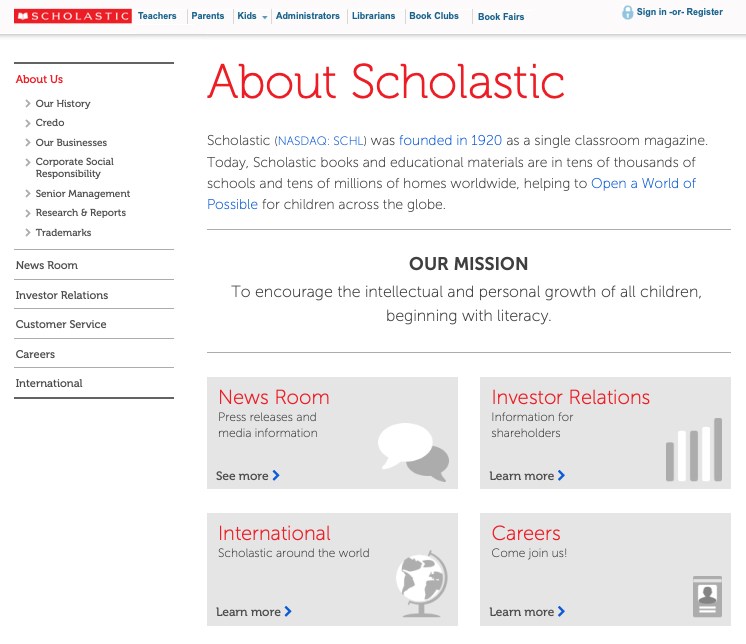 SCHOLASTIC Teachers Parents Kids Administrators Librarians Book Clubs Book Fairs Sign in -or- Register
About Us
Our History
Credo
Our Businesses
Corporate Social
Responsibility
Senior Management
Research & Reports
Trademarks
News Room
Investor Relations
Customer Service
Careers
International
About Scholastic
Scholastic (NASDAQ: SCHL) was founded in 1920 as a single classroom magazine.
Today, Scholastic books and educational materials are in tens of thousands of
schools and tens of millions of homes worldwide, helping to Open a World of
Possible for children across the globe.
OUR MISSION
To encourage the intellectual and personal growth of all children,
beginning with literacy.
News Room
Press releases and
media information
See more
Investor Relations
Information for
shareholders
Learn more
International
Scholastic around the world
Learn more
Careers
Come join us!
Learn more